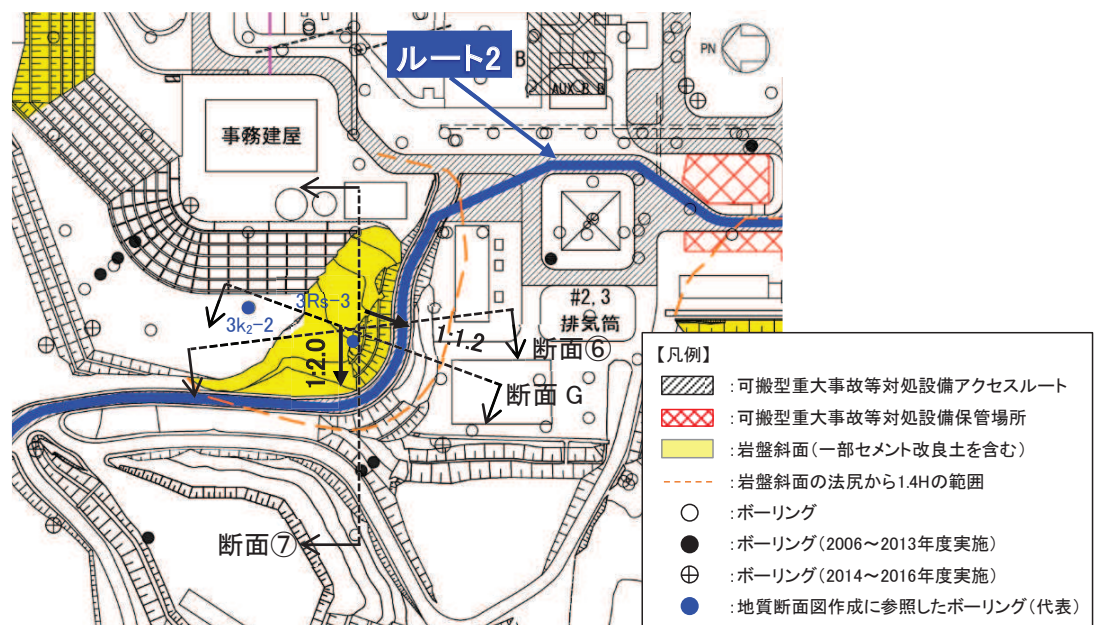 ルート2
PN
B
AUX B B
事務建屋
3Rs-3
3k₂-2
1:2.0
1:1.2
#2,3
排気筒
断面⑥
断面 G
断面⑦
【凡例】
:可搬型重大事故等対処設備アクセスルート
:可搬型重大事故等対処設備保管場所
:岩盤斜面(一部セメント改良土を含む)
:岩盤斜面の法尻から1.4Hの範囲
:ボーリング
:ボーリング(2006~2013年度実施)
:ボーリング(2014~2016年度実施)
:地質断面図作成に参照したボーリング(代表)